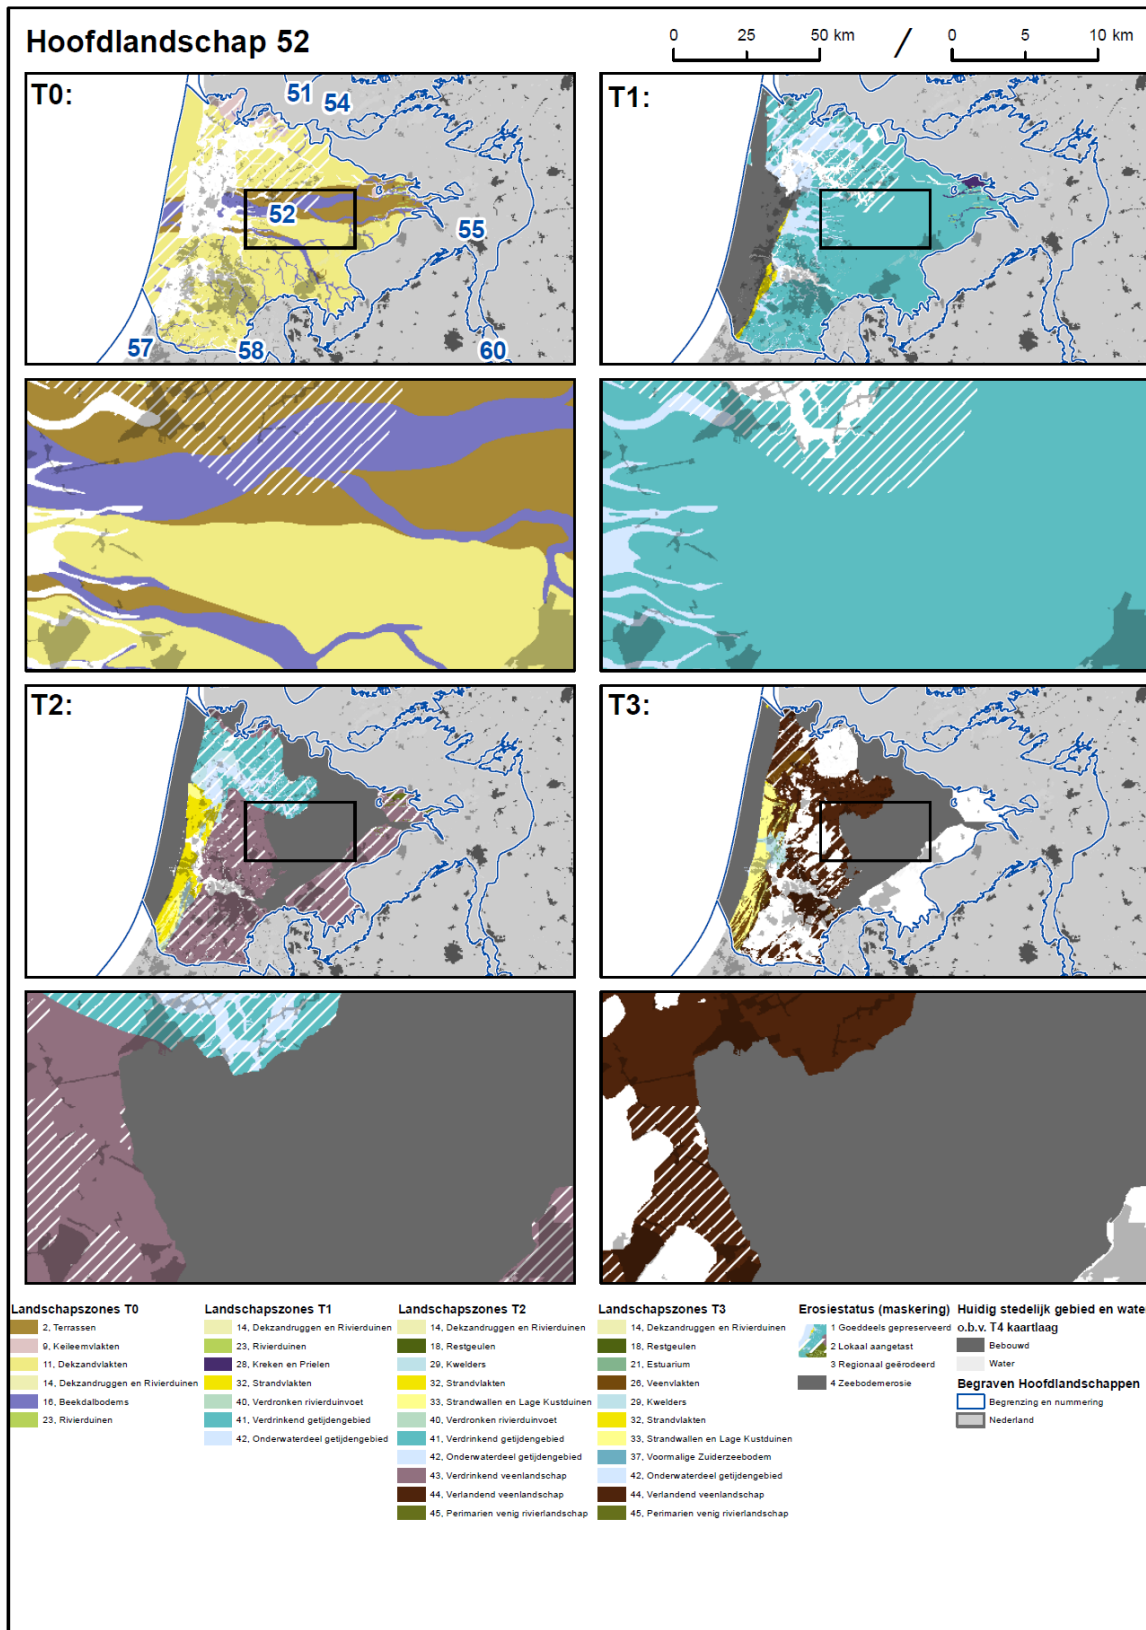 Hoofdlandschap 52
0 25 50 km / 0 5 10 km
T0:
51
54
52
55
57
58
60
T1:
T2:
T3:
Landschapszones T0
2, Terrassen
9, Keileemvlakten
11, Dekzandvlakten
14, Dekzandruggen en Rivierduinen
16, Beekdalbodems
23, Rivierduinen
Landschapszones T1
14, Dekzandruggen en Rivierduinen
23, Rivierduinen
28, Kreken en Prielen
32, Strandvlakten
40, Verdronken rivierduinvoet
41, Verdrinkend getijdengebied
42, Onderwaterdeel getijdengebied
Landschapszones T2
14, Dekzandruggen en Rivierduinen
18, Restgeulen
29, Kwelders
32, Strandvlakten
33, Strandwallen en Lage Kustduinen
40, Verdronken rivierduinvoet
41, Verdrinkend getijdengebied
42, Onderwaterdeel getijdengebied
43, Verdrinkend veenlandschap
44, Verlandend veenlandschap
45, Perimarien venig rivierlandschap
Landschapszones T3
14, Dekzandruggen en Rivierduinen
18, Restgeulen
21, Estuarium
26, Veenvlakten
29, Kwelders
32, Strandvlakten
33, Strandwallen en Lage Kustduinen
37, Voormalige Zuiderzeebodem
42, Onderwaterdeel getijdengebied
44, Verlandend veenlandschap
45, Perimarien venig rivierlandschap
Erosiestatus (maskering)
1 Goeddeels gepreserveerd
2 Lokaal aangetast
3 Regionaal geërodeerd
4 Zeebodemerosie
Huidig stedelijk gebied en water
o.b.v. T4 kaartlaag
Bebouwd
Water
Begraven Hoofdlandschappen
Begrenzing en nummering
Nederland